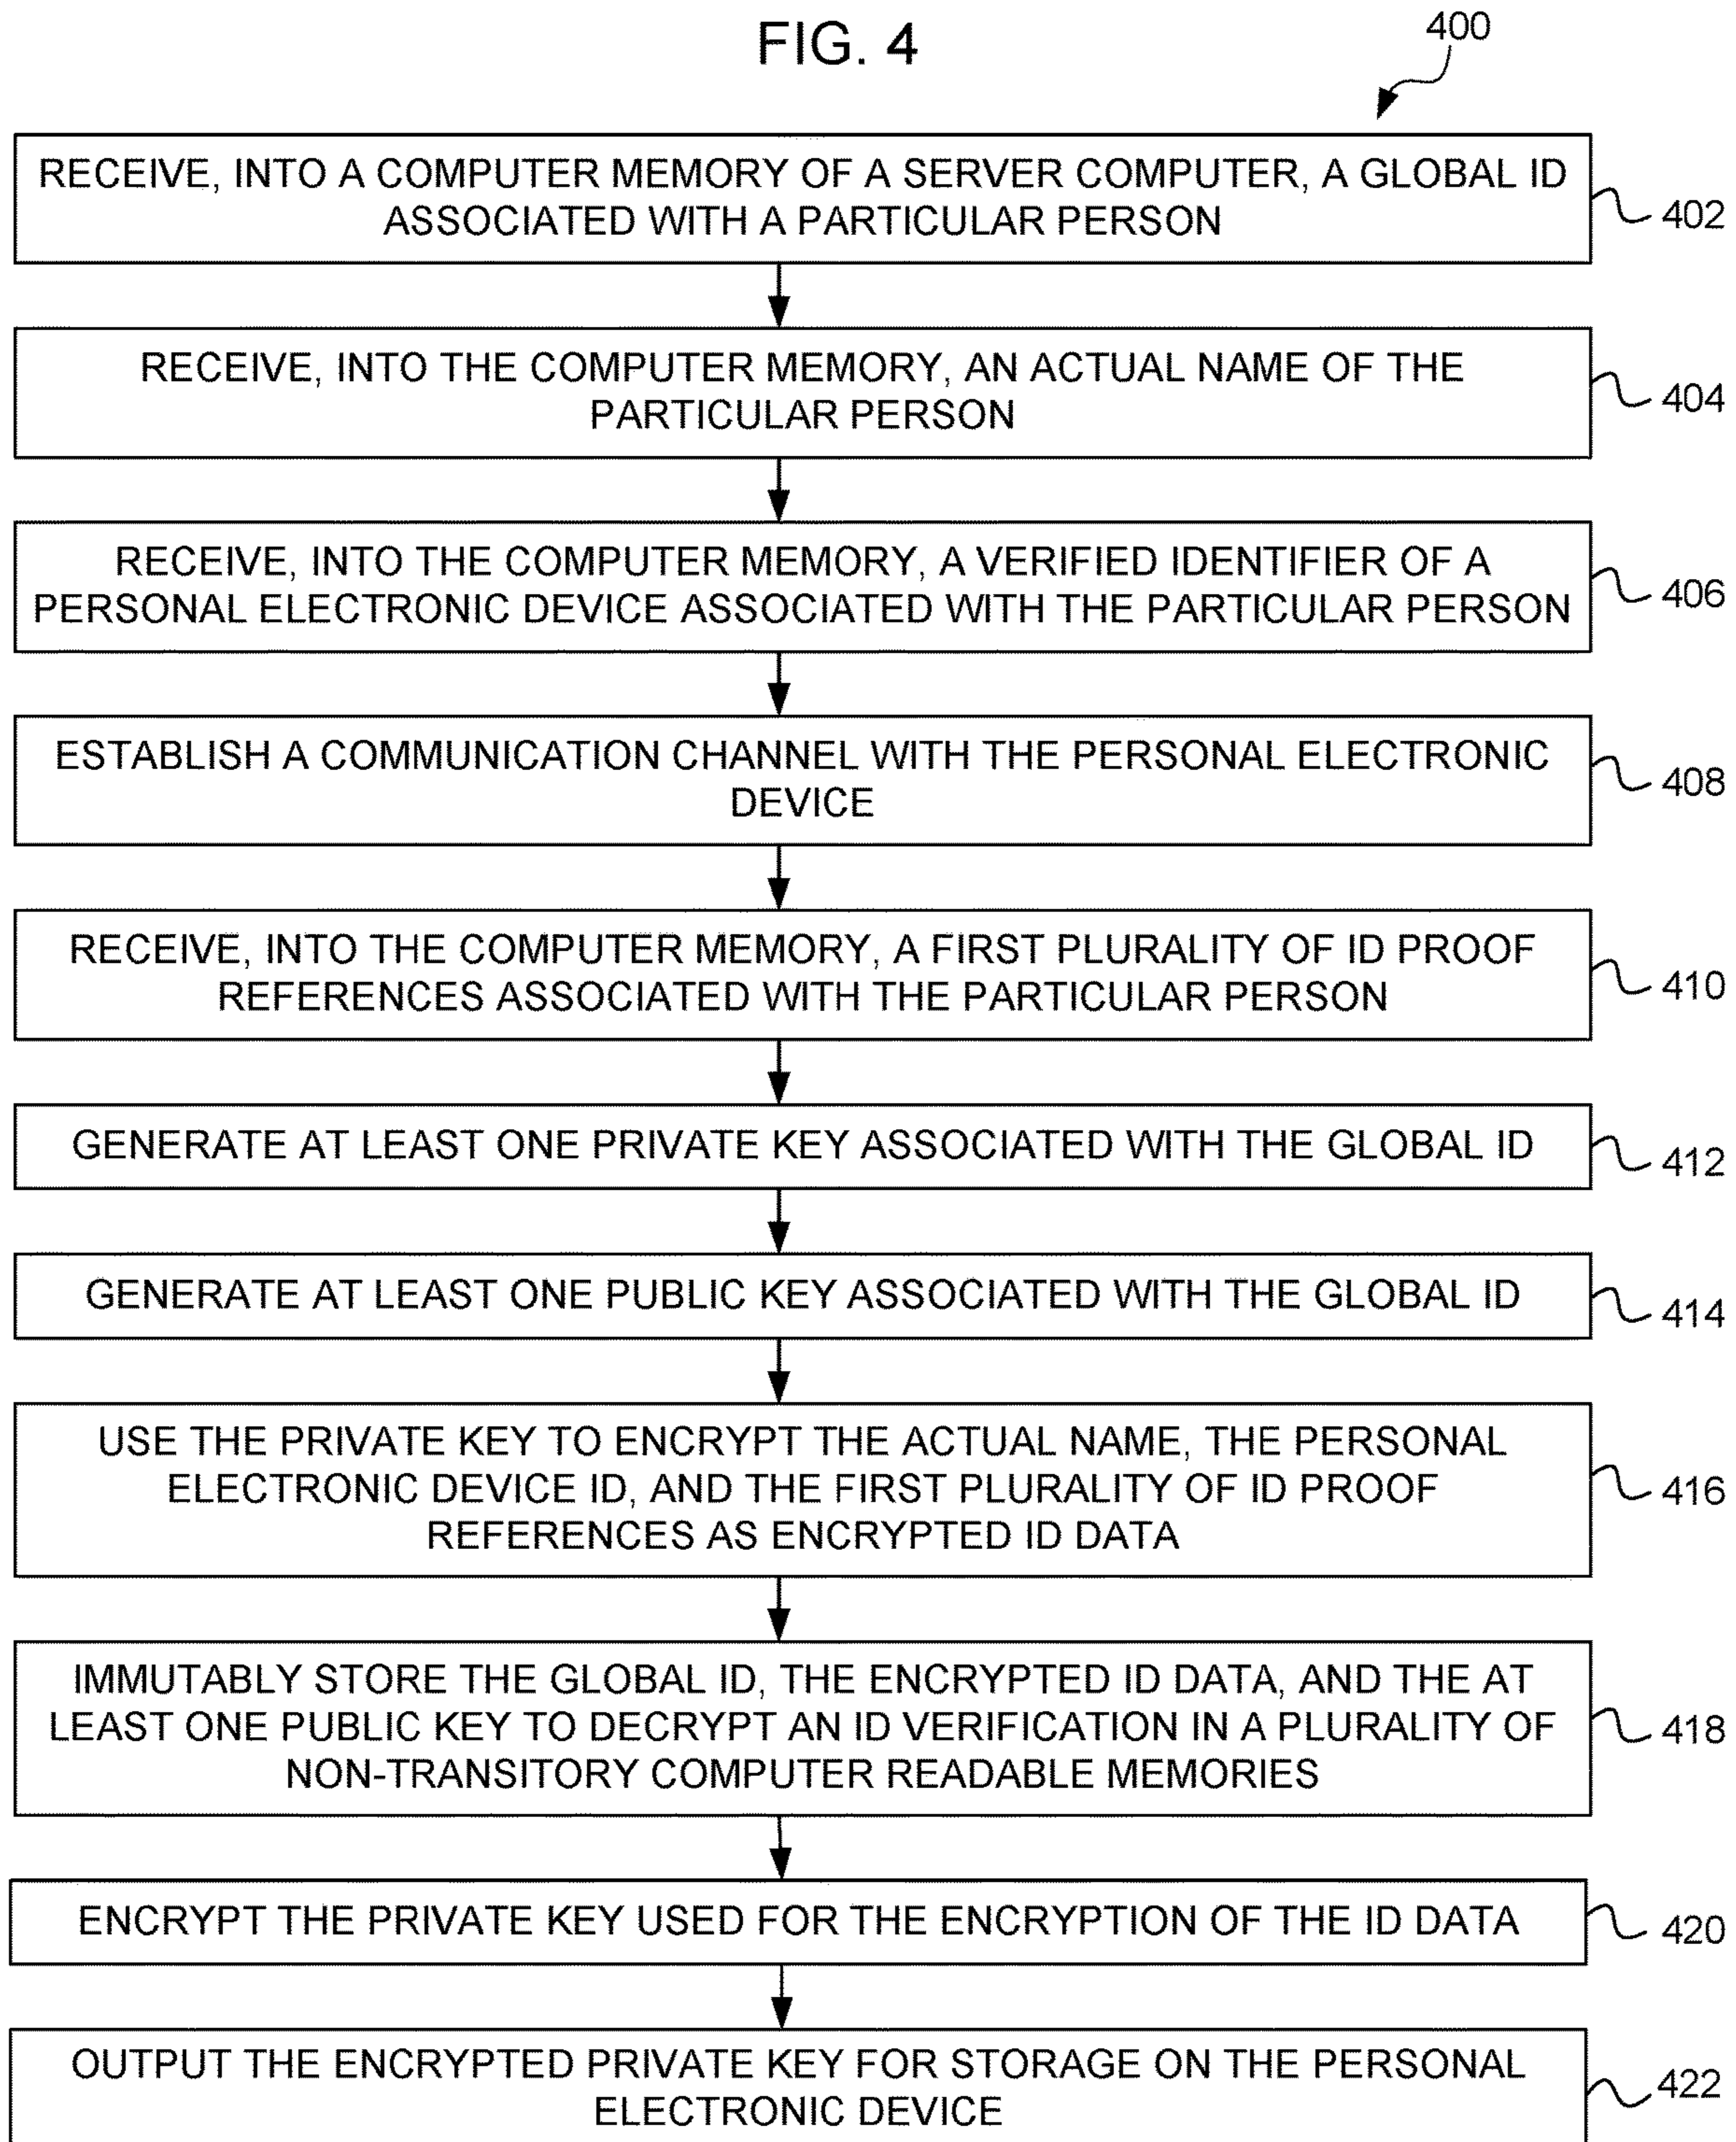 FIG. 4
400
RECEIVE, INTO A COMPUTER MEMORY OF A SERVER COMPUTER, A GLOBAL ID
ASSOCIATED WITH A PARTICULAR PERSON
402
RECEIVE, INTO THE COMPUTER MEMORY, AN ACTUAL NAME OF THE
PARTICULAR PERSON
404
RECEIVE, INTO THE COMPUTER MEMORY, A VERIFIED IDENTIFIER OF A
PERSONAL ELECTRONIC DEVICE ASSOCIATED WITH THE PARTICULAR PERSON
406
ESTABLISH A COMMUNICATION CHANNEL WITH THE PERSONAL ELECTRONIC
DEVICE
408
RECEIVE, INTO THE COMPUTER MEMORY, A FIRST PLURALITY OF ID PROOF
REFERENCES ASSOCIATED WITH THE PARTICULAR PERSON
410
GENERATE AT LEAST ONE PRIVATE KEY ASSOCIATED WITH THE GLOBAL ID
412
GENERATE AT LEAST ONE PUBLIC KEY ASSOCIATED WITH THE GLOBAL ID
414
USE THE PRIVATE KEY TO ENCRYPT THE ACTUAL NAME, THE PERSONAL
ELECTRONIC DEVICE ID, AND THE FIRST PLURALITY OF ID PROOF
REFERENCES AS ENCRYPTED ID DATA
416
IMMUTABLY STORE THE GLOBAL ID, THE ENCRYPTED ID DATA, AND THE AT
LEAST ONE PUBLIC KEY TO DECRYPT AN ID VERIFICATION IN A PLURALITY OF
NON-TRANSITORY COMPUTER READABLE MEMORIES
418
ENCRYPT THE PRIVATE KEY USED FOR THE ENCRYPTION OF THE ID DATA
420
OUTPUT THE ENCRYPTED PRIVATE KEY FOR STORAGE ON THE PERSONAL
ELECTRONIC DEVICE
422